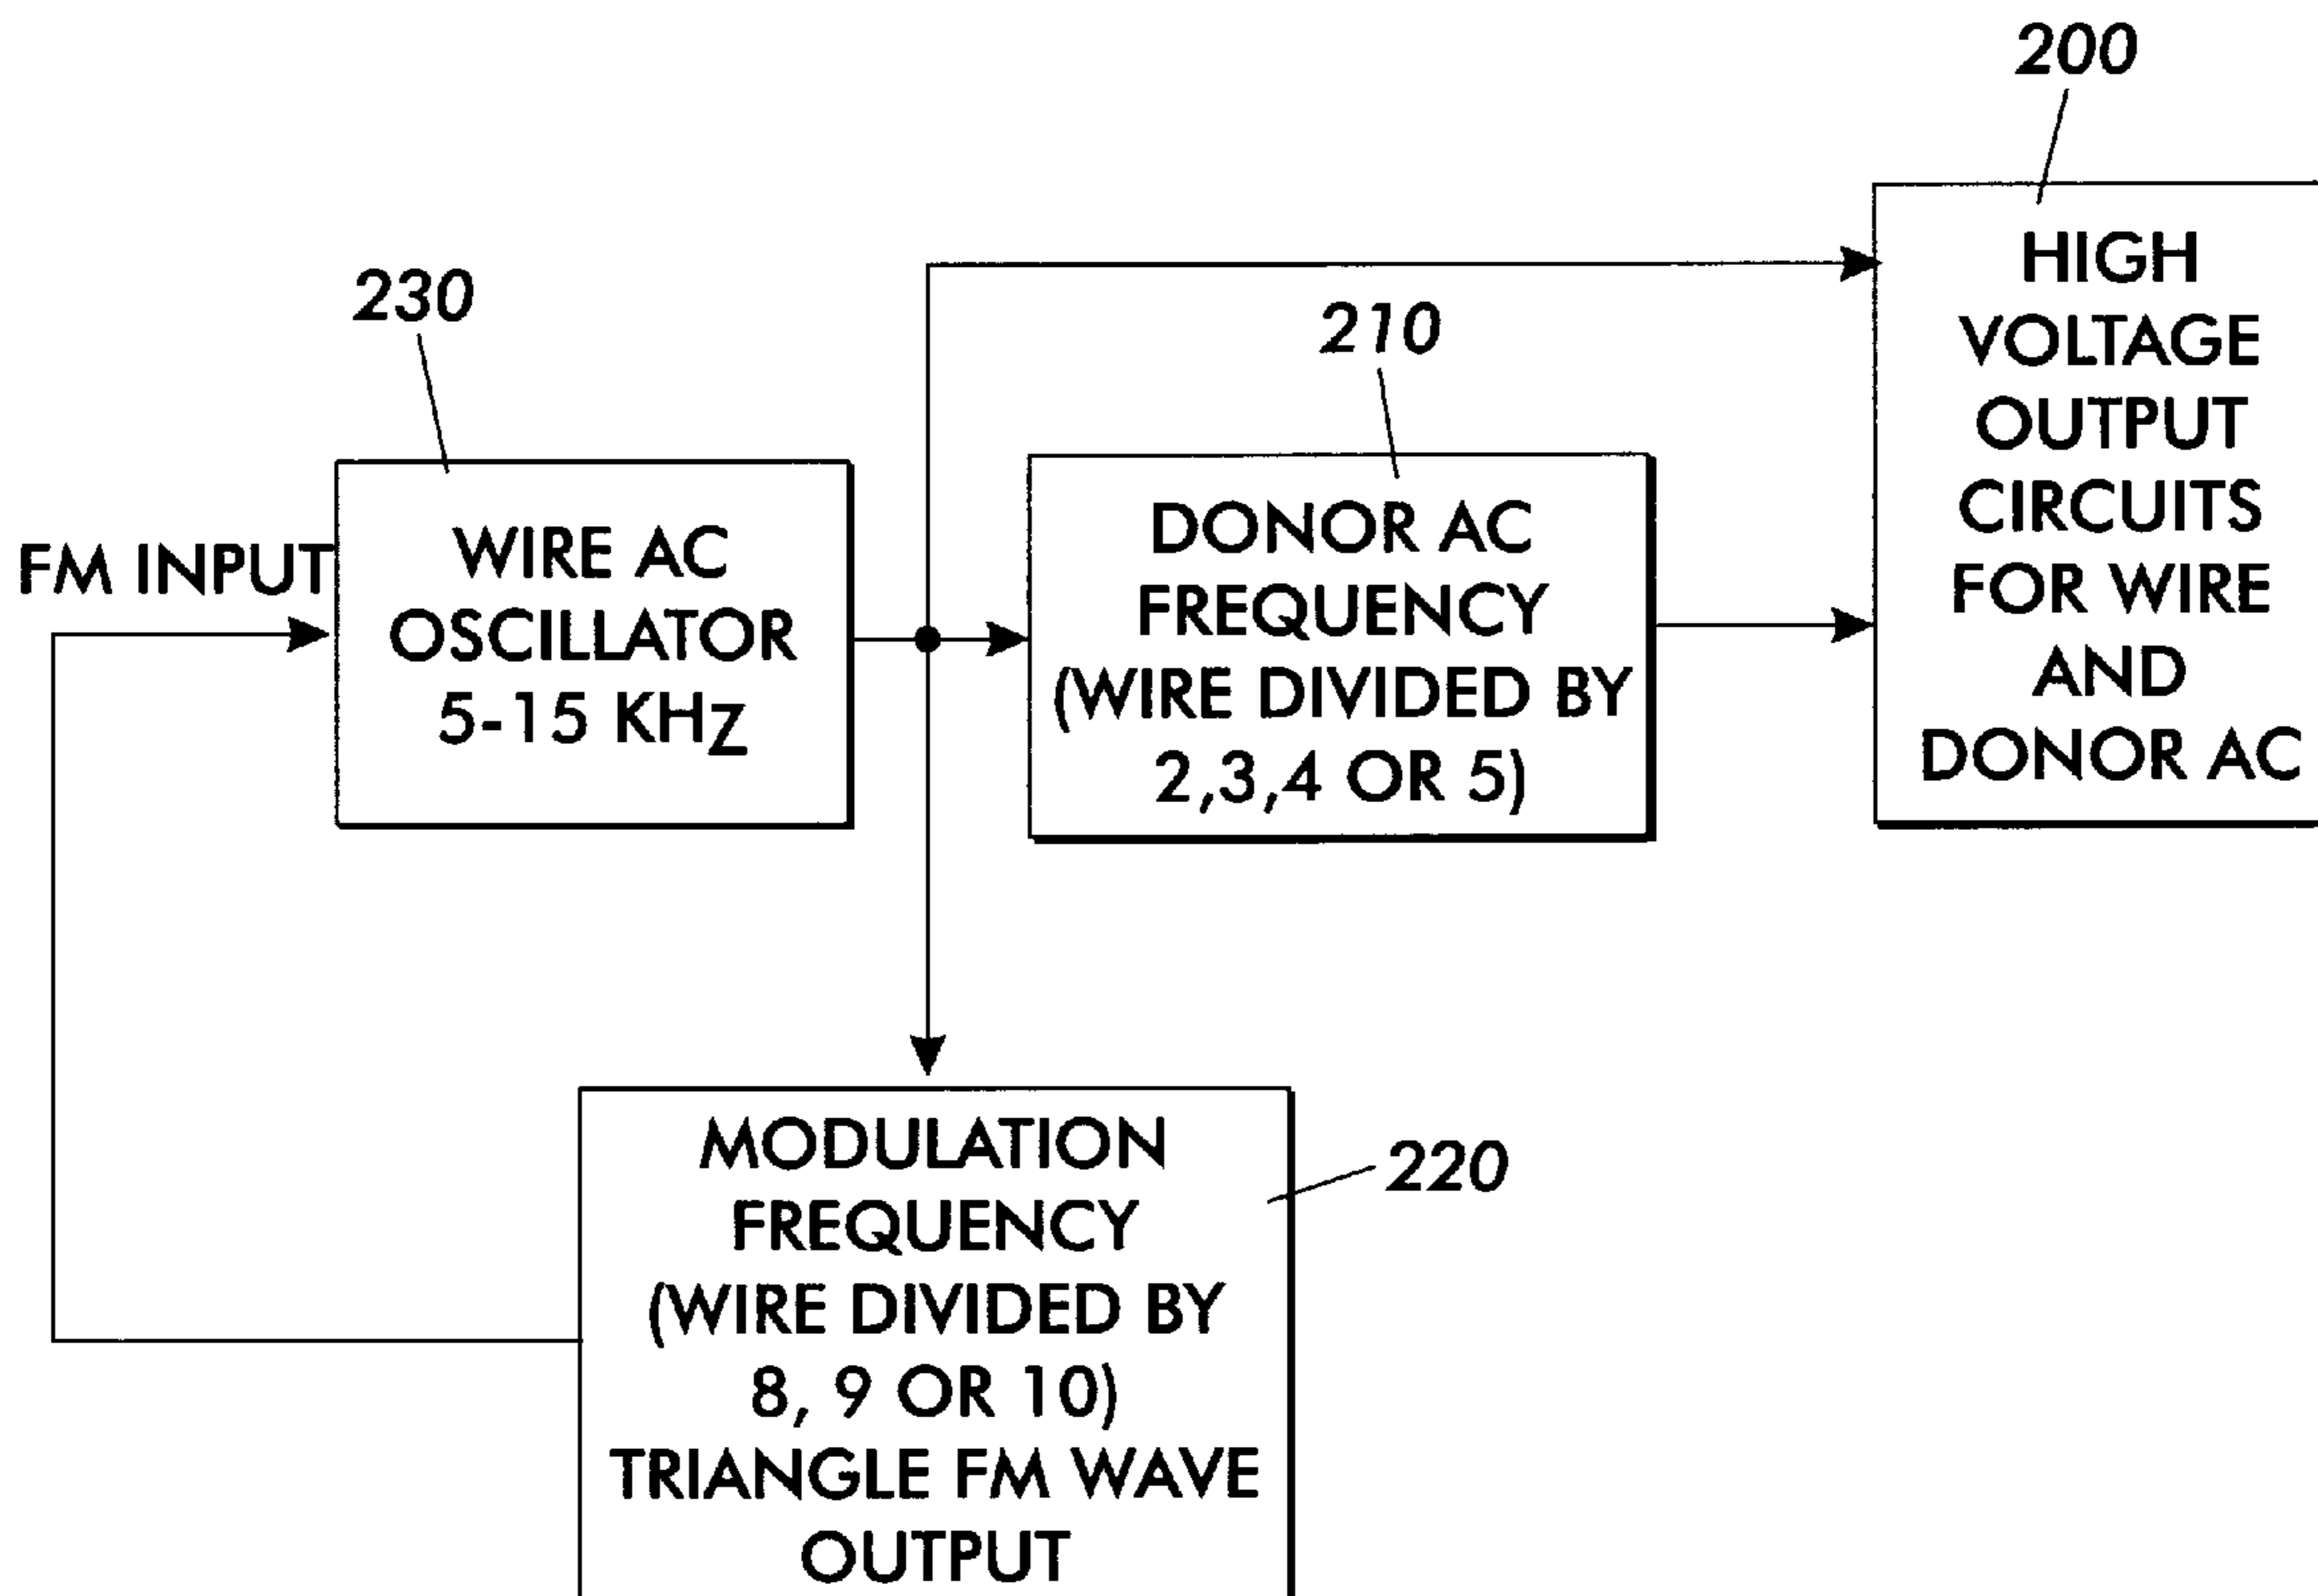 200
HIGH
VOLTAGE
OUTPUT
CIRCUITS
FOR WIRE
AND
DONOR AC
230
FM INPUT
WIRE AC
OSCILLATOR
5-15 KHZ
210
DONOR AC
FREQUENCY
(WIRE DIVIDED BY
2,3,4 OR 5)
220
MODULATION
FREQUENCY
(WIRE DIVIDED BY
8, 9 OR 10)
TRIANGLE FM WAVE
OUTPUT